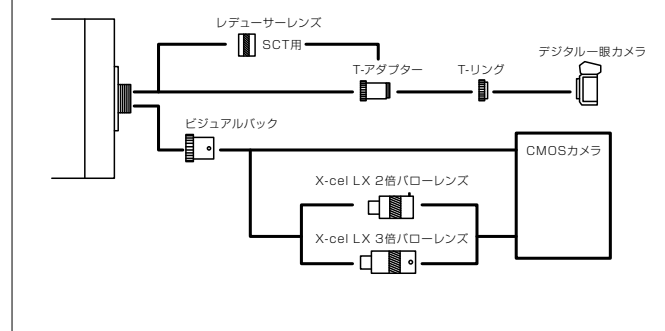 レデューサーレンズ
SCT用
デジタル一眼カメラ
T-アダプター
T-リング
ビジュアルバック
CMOSカメラ
X-cel LX 2倍バローレンズ
X-cel LX 3倍バローレンズ